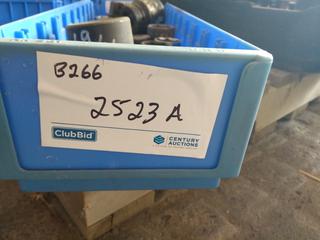 B266
2523 A
ClubBid
CENTURY
AUCTIONS